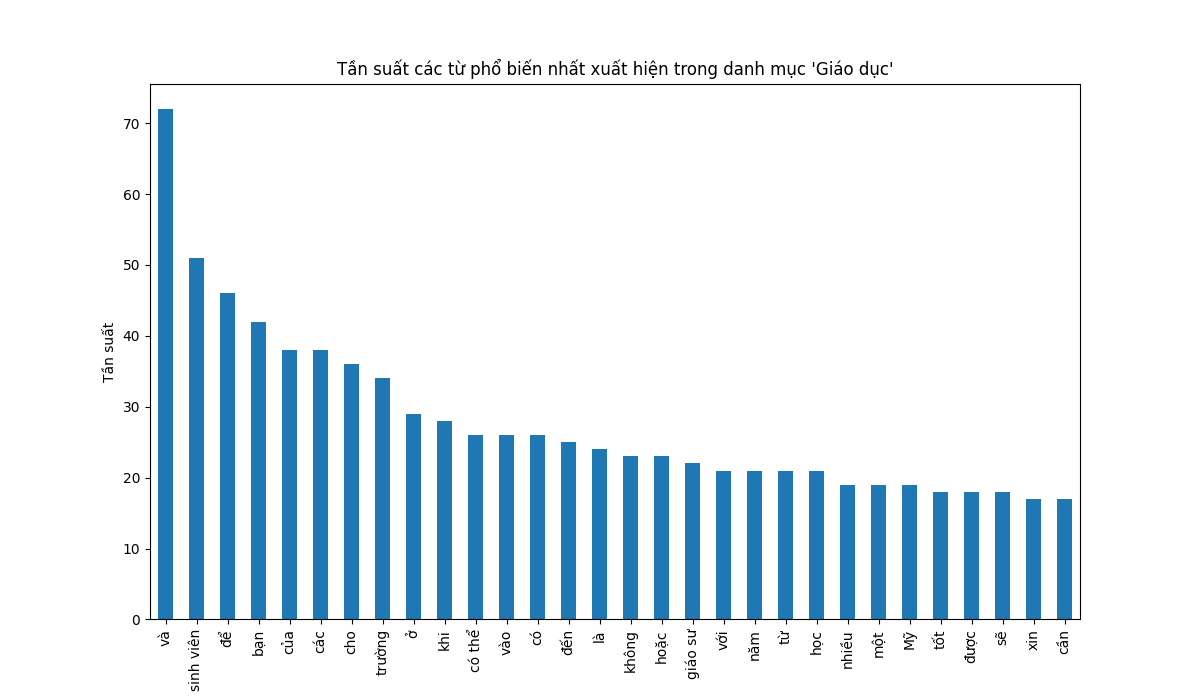 Tần suất các từ phổ biến nhất xuất hiện trong danh mục 'Giáo dục'
Tần suất
70
60
50
40
30
20
10
0
và
sinh viên
để
bạn
của
các
cho
trường
ở
khi
có thể
vào
có
đến
là
không
hoặc
giáo sư
với
năm
từ
học
nhiều
một
Mỹ
tốt
được
sẽ
xin
cần